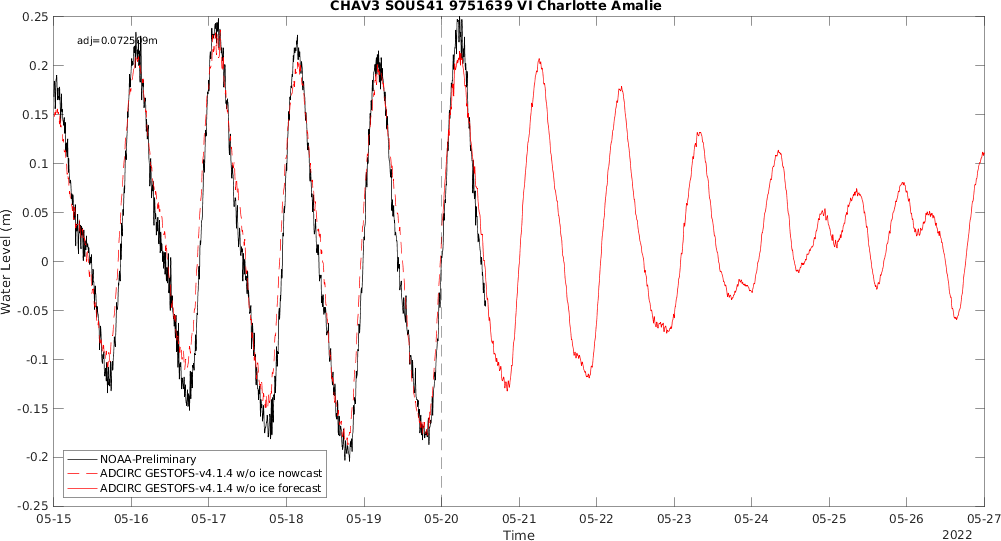 CHAV3 SOUS41 9751639 VI Charlotte Amalie
0.25
0.2
0.15
0.1
0.05
0
-0.05
-0.1
-0.15
-0.2
-0.25
Water Level (m)
NOAA-Preliminary
ADCIRC GESTOFS-v4.1.4 w/o ice nowcast
ADCIRC GESTOFS-v4.1.4 w/o ice forecast
05-15 05-16 05-17 05-18 05-19 05-20 05-21 05-22 05-23 05-24 05-25 05-26 05-27
Time
2022